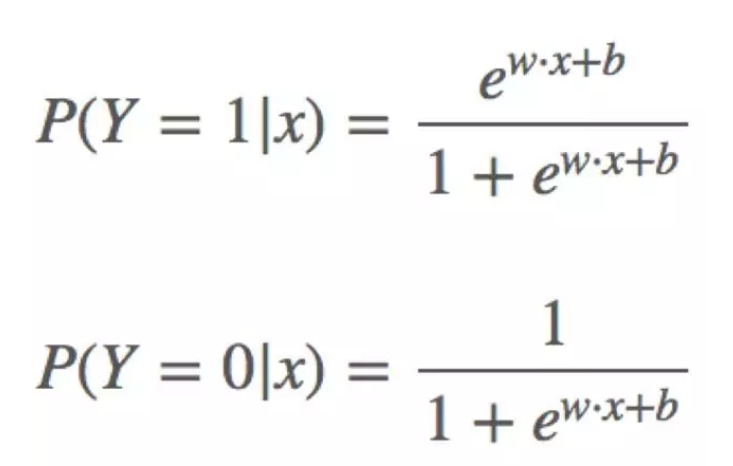 P(Y = 1|x) = e^{w·x+b} / (1 + e^{w·x+b})
P(Y = 0|x) = 1 / (1 + e^{w·x+b})